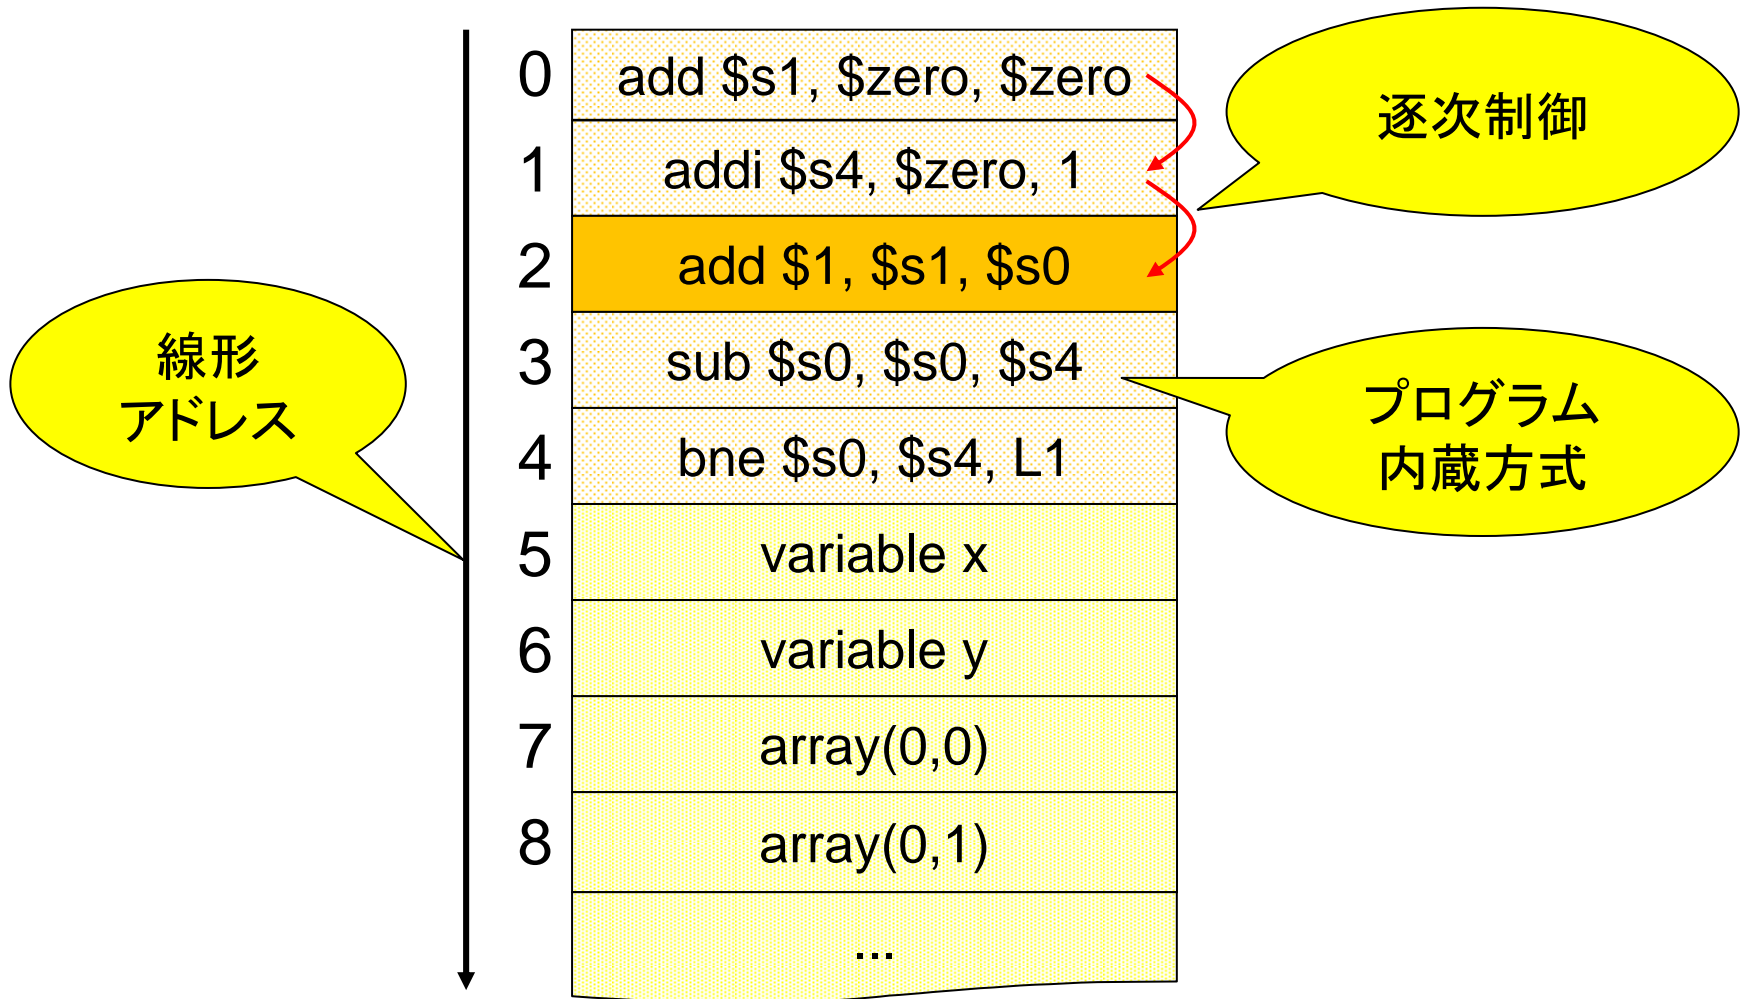 0 add $s1, $zero, $zero
逐次制御
1 addi $s4, $zero, 1
2 add $1, $s1, $s0
線形
アドレス
3 sub $s0, $s0, $s4
プログラム
内蔵方式
4 bne $s0, $s4, L1
5 variable x
6 variable y
7 array(0,0)
8 array(0,1)
...